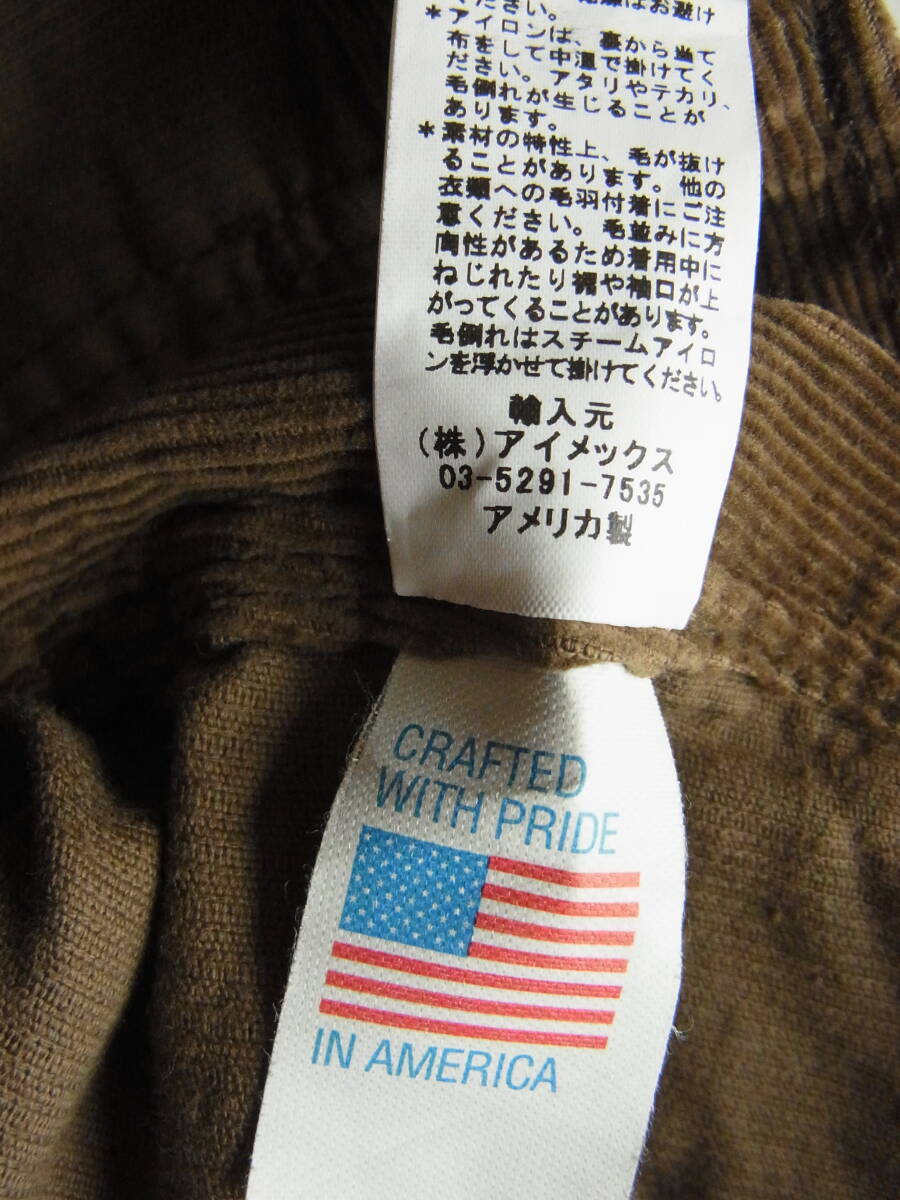 はお避け
ください。
*アイロンは、裏から当て
布をして中温で掛けてく
ださい。アタリやテカリ、
毛倒れが生じることが
あります。
*素材の特性上、毛が抜け
ることがあります。他の
衣類への毛羽付着にご注
意ください。毛並みに方
向性があるため着用中に
ねじれたり裾や袖口が上
がってくることがあります。
毛倒れはスチームアイロ
ンを浮かせて掛けてください。
輸入元
(株)アイメックス
03-5291-7535
アメリカ製
CRAFTED
WITH PRIDE
IN AMERICA